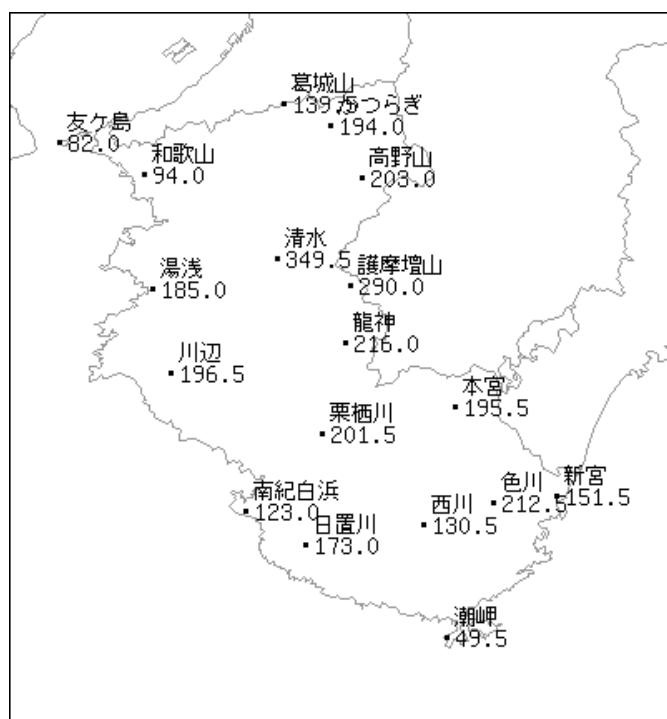 葛城山
139.5
かつらぎ
194.0
友ケ島
82.0
和歌山
94.0
高野山
203.0
清水
349.5
護摩壇山
290.0
湯浅
185.0
龍神
216.0
川辺
196.5
本宮
195.5
栗栖川
201.5
新宮
151.5
色川
212.5
西川
130.5
南紀白浜
123.0
日置川
173.0
潮岬
49.5